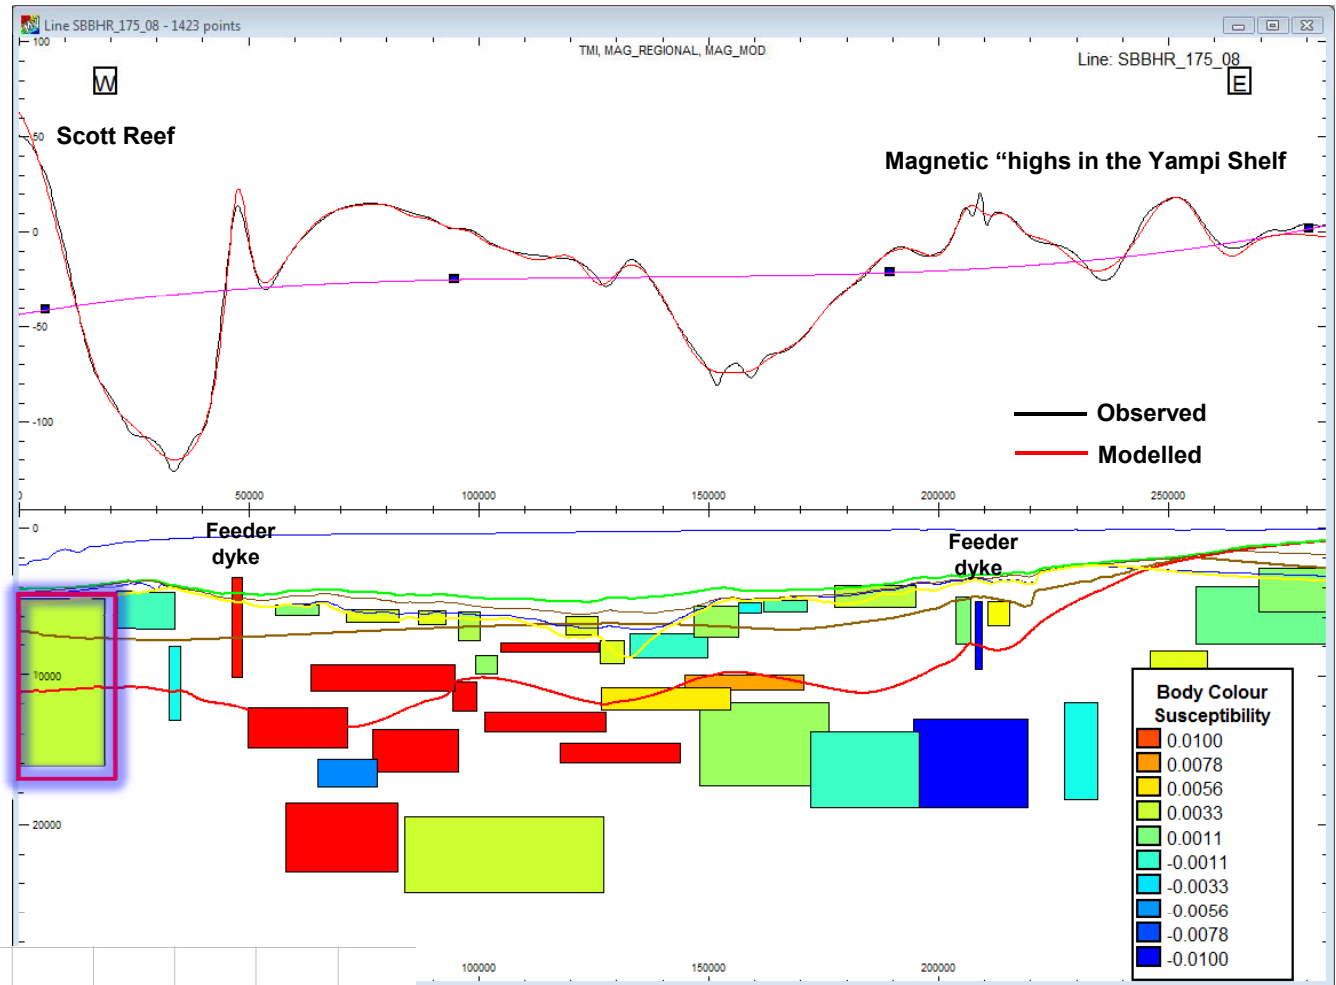 Line SBBHR_175_08 - 1423 points
100
TMI, MAG_REGIONAL, MAG_MOD
Line: SBBHR_175_08
W
E
50
Scott Reef
Magnetic “highs in the Yampi Shelf
0
-50
Observed
-100
Modelled
0
50000
100000
150000
200000
250000
0
Feeder
dyke
Feeder
dyke
10000
20000
Body Colour
Susceptibility
0.0100
0.0078
0.0056
0.0033
0.0011
-0.0011
-0.0033
-0.0056
-0.0078
-0.0100
100000
150000
200000